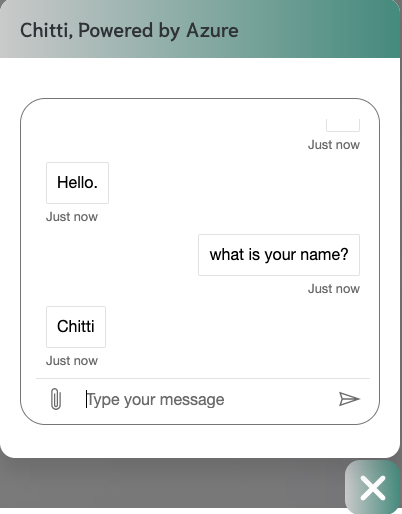 Chitti, Powered by Azure
Just now
Hello.
Just now
what is your name?
Just now
Chitti
Just now
Type your message